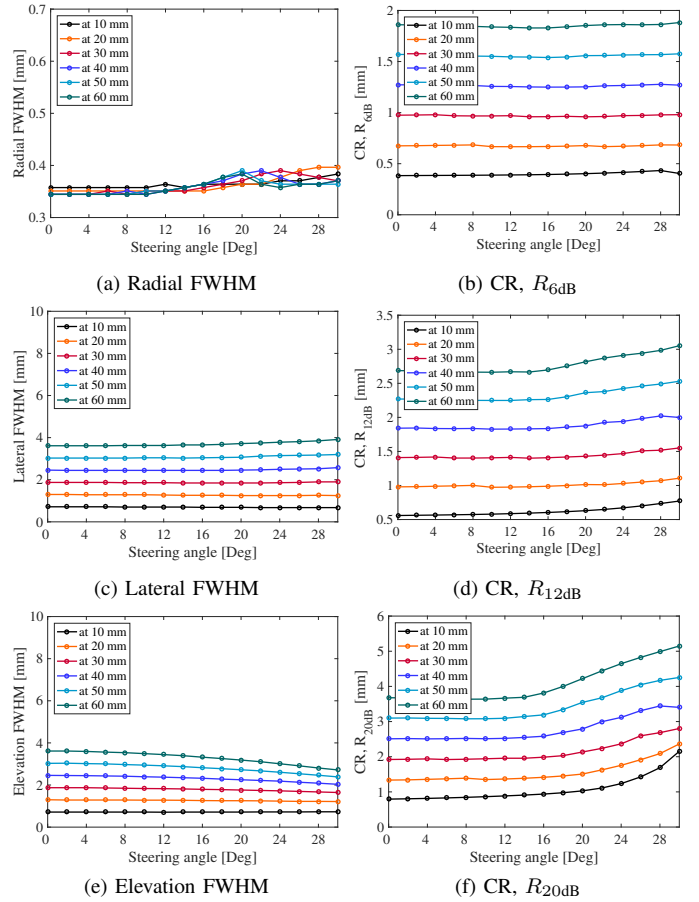 0.7
0.6
0.5
0.4
0.3
Radial FWHM [mm]
at 10 mm
at 20 mm
at 30 mm
at 40 mm
at 50 mm
at 60 mm
0 4 8 12 16 20 24 28
Steering angle [Deg]
(a) Radial FWHM
2
1.5
1
0.5
0
CR, R6dB [mm]
at 10 mm
at 20 mm
at 30 mm
at 40 mm
at 50 mm
at 60 mm
0 4 8 12 16 20 24 28
Steering angle [Deg]
(b) CR, R6dB
10
8
6
4
2
0
Lateral FWHM [mm]
at 10 mm
at 20 mm
at 30 mm
at 40 mm
at 50 mm
at 60 mm
0 4 8 12 16 20 24 28
Steering angle [Deg]
(c) Lateral FWHM
3.5
3
2.5
2
1.5
1
0.5
CR, R12dB [mm]
at 10 mm
at 20 mm
at 30 mm
at 40 mm
at 50 mm
at 60 mm
0 4 8 12 16 20 24 28
Steering angle [Deg]
(d) CR, R12dB
10
8
6
4
2
0
Elevation FWHM [mm]
at 10 mm
at 20 mm
at 30 mm
at 40 mm
at 50 mm
at 60 mm
0 4 8 12 16 20 24 28
Steering angle [Deg]
(e) Elevation FWHM
6
5
4
3
2
1
0
CR, R20dB [mm]
at 10 mm
at 20 mm
at 30 mm
at 40 mm
at 50 mm
at 60 mm
0 4 8 12 16 20 24 28
Steering angle [Deg]
(f) CR, R20dB